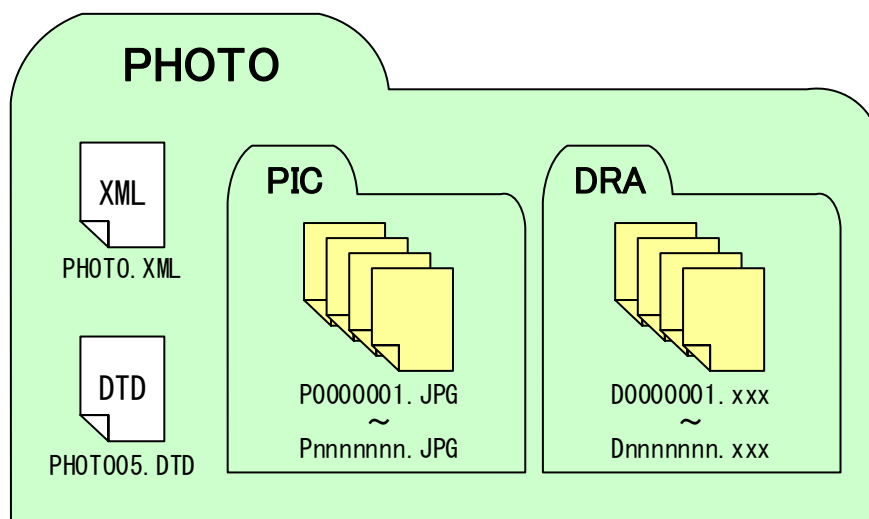 PHOTO
XML
PHOTO.XML
DTD
PHOTO05.DTD
PIC
P0000001.JPG
～
Pnnnnnnn.JPG
DRA
D0000001.xxx
～
Dnnnnnnn.xxx